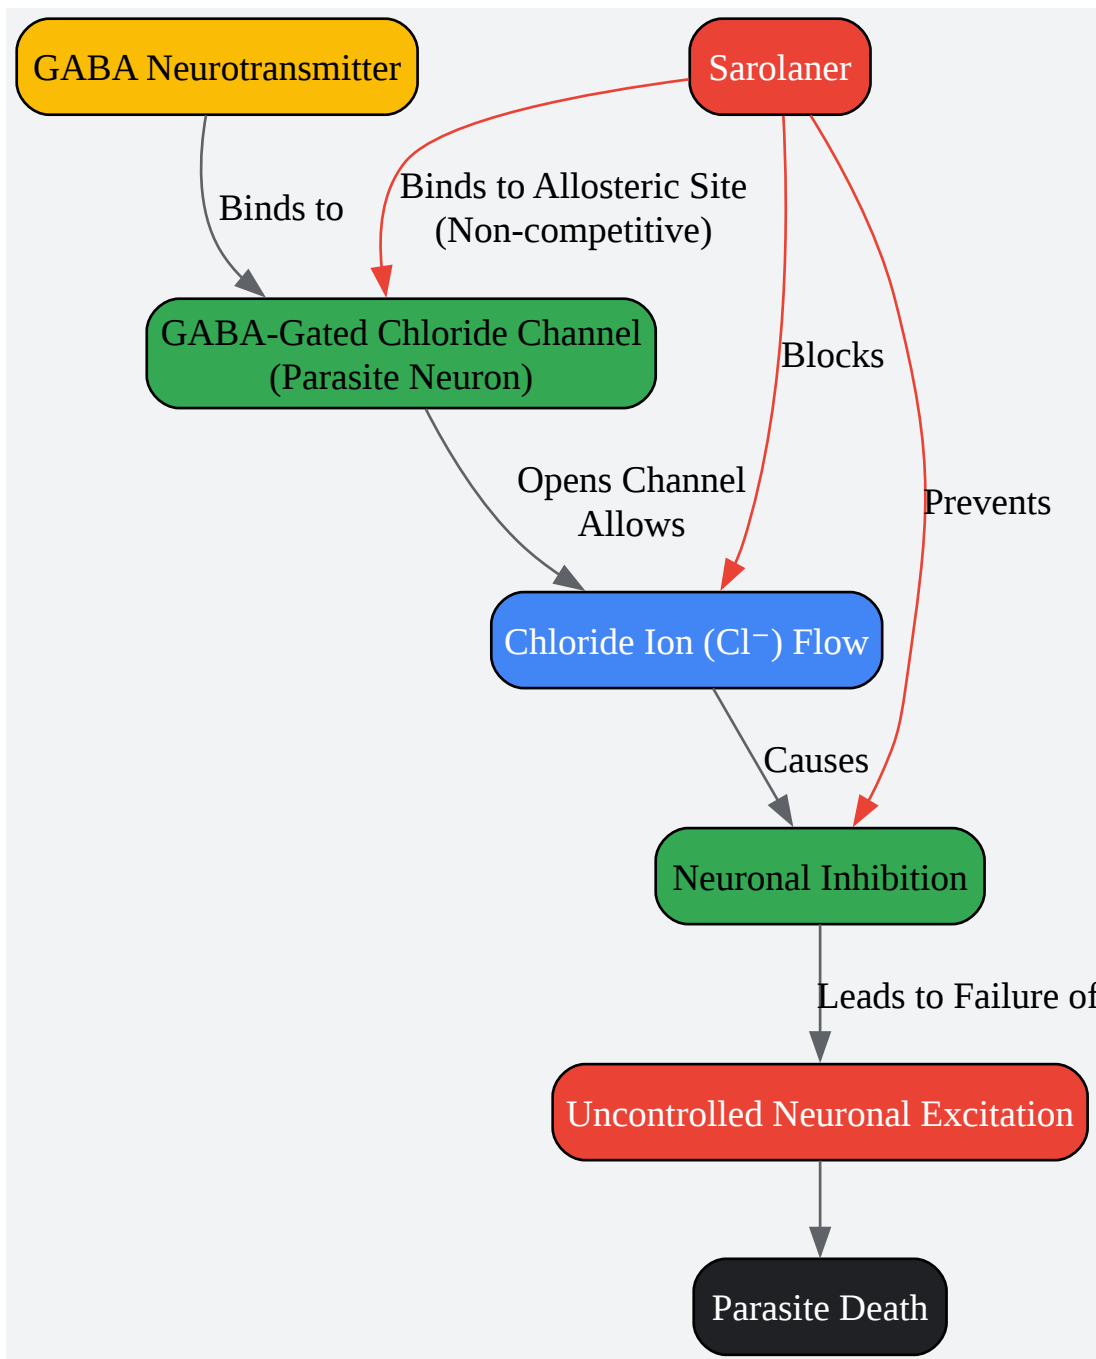 GABA Neurotransmitter
Sarolaner
Binds to
Binds to Allosteric Site
(Non-competitive)
GABA-Gated Chloride Channel
(Parasite Neuron)
Blocks
Opens Channel
Allows
Prevents
Chloride Ion (Cl⁻) Flow
Causes
Neuronal Inhibition
Leads to Failure of
Uncontrolled Neuronal Excitation
Parasite Death